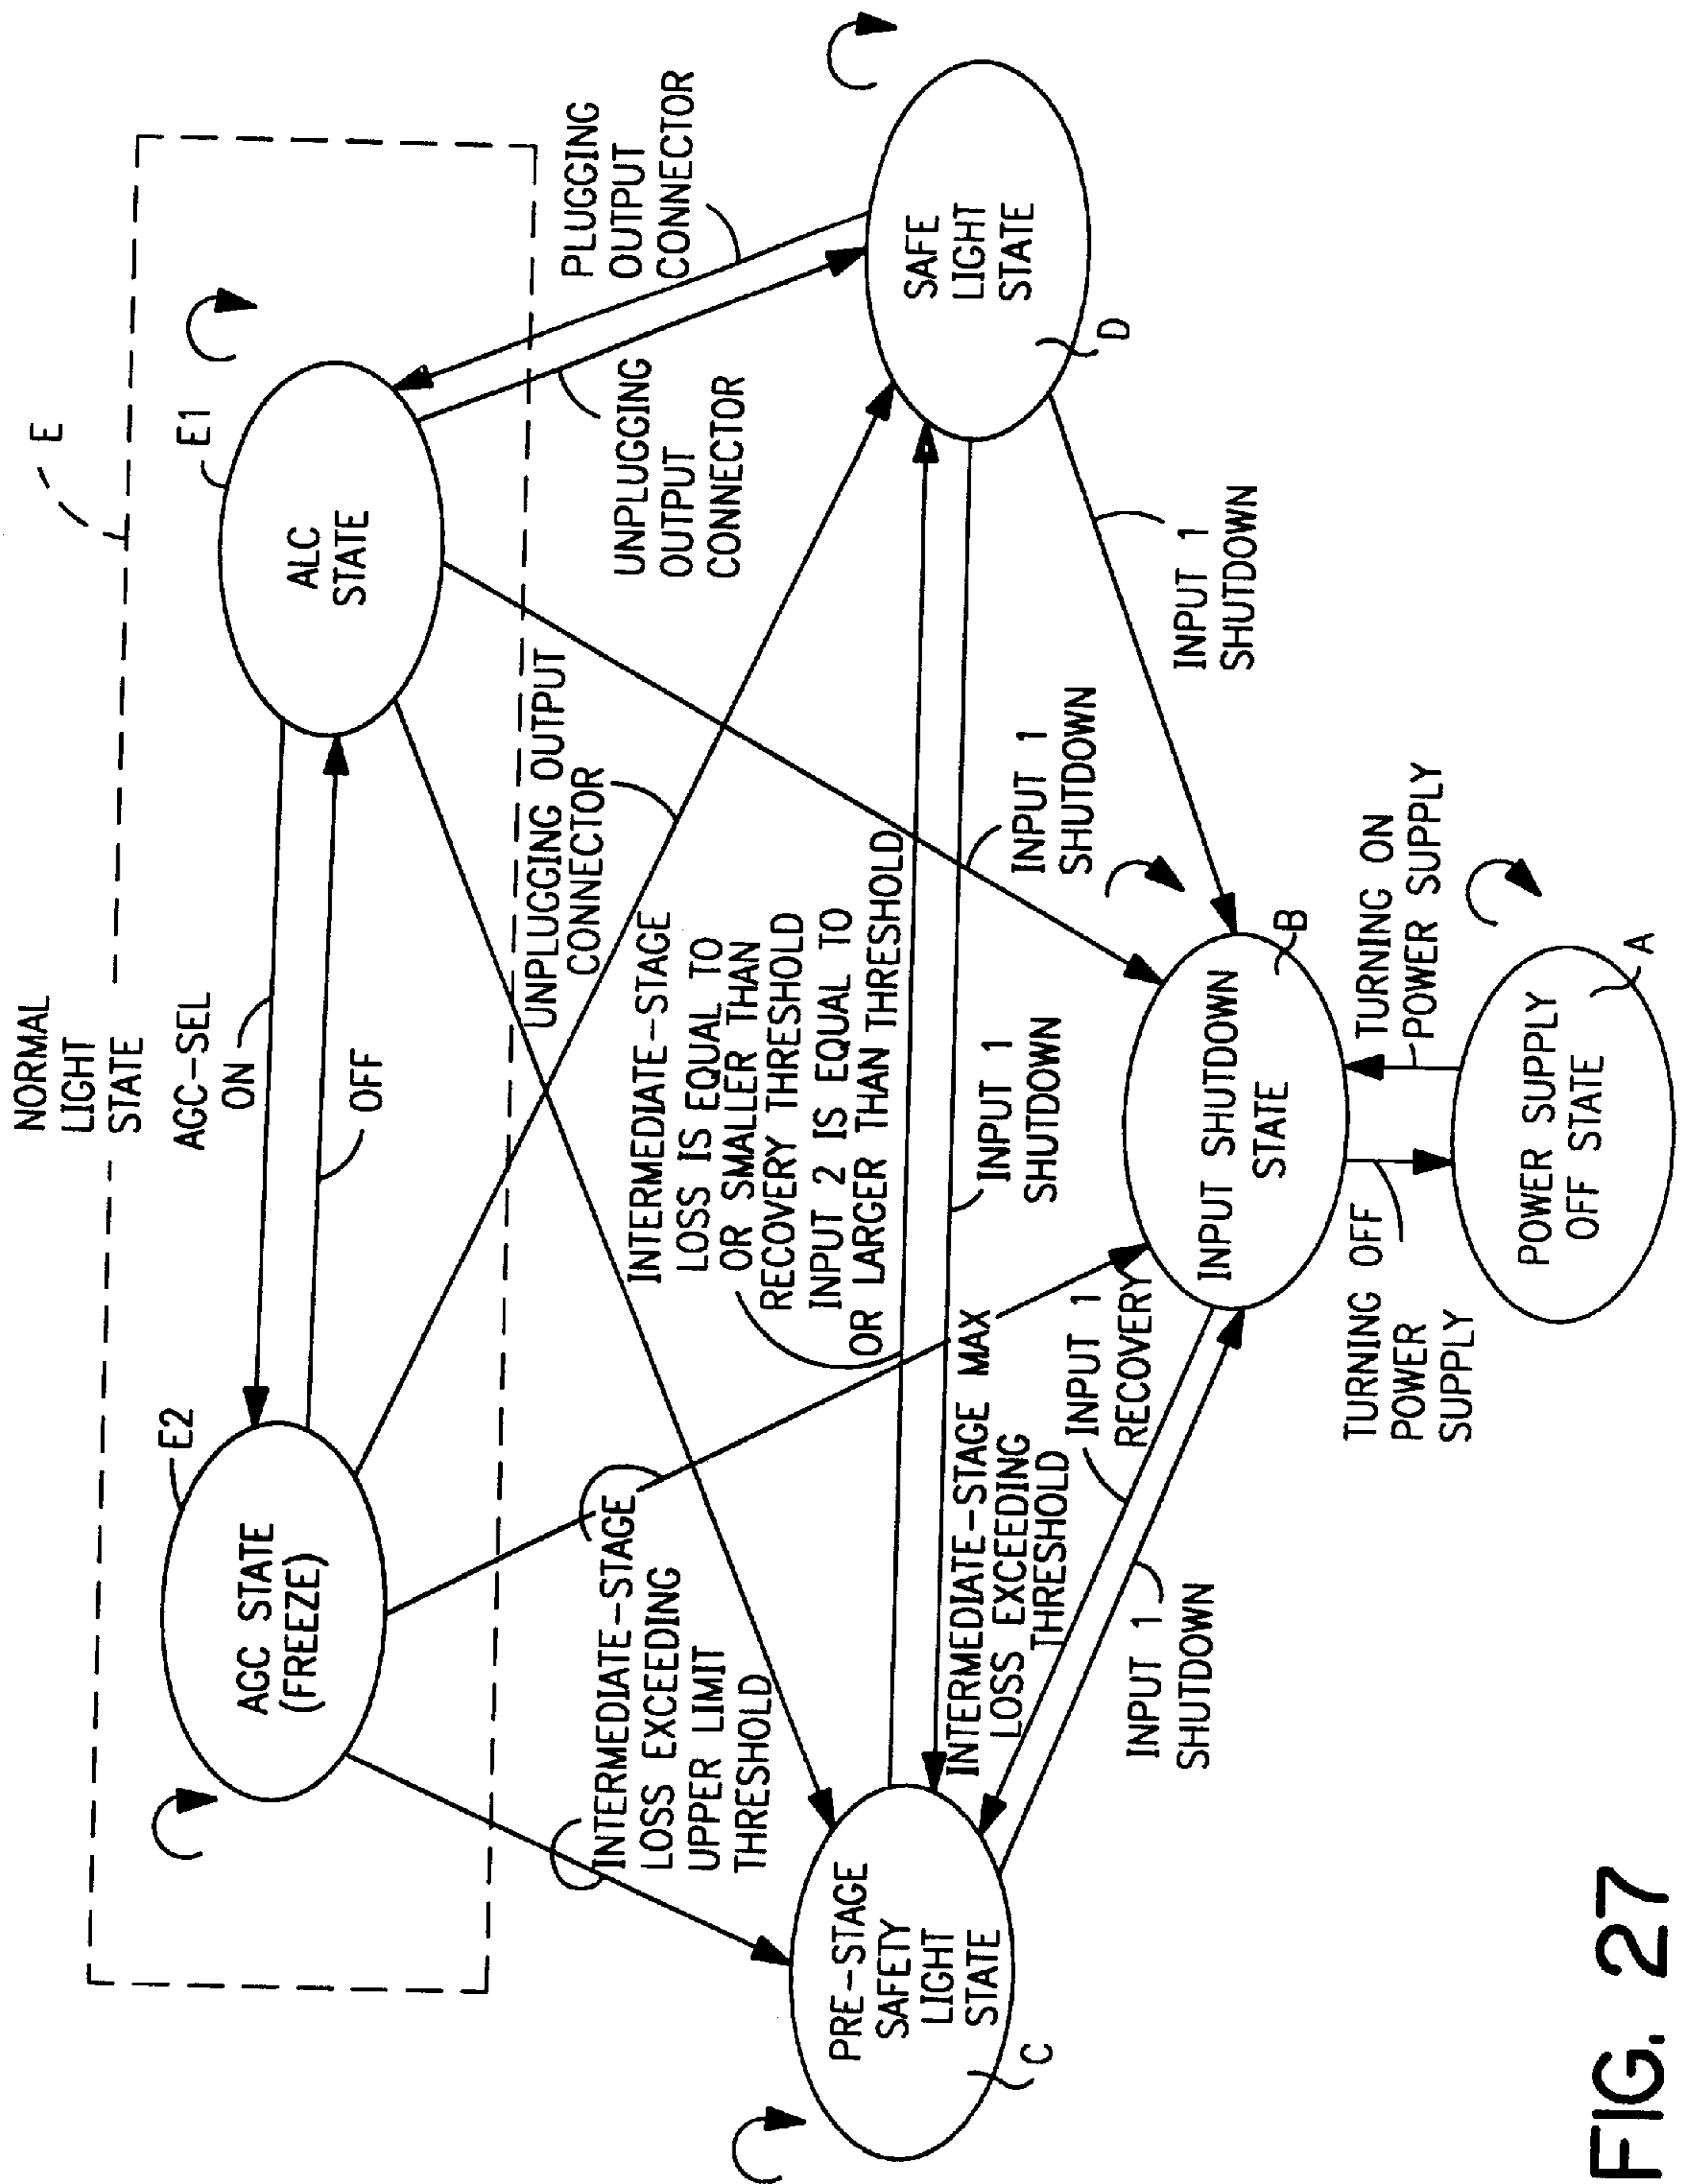 NORMAL
LIGHT
STATE
E
AGC-SEL
ON
OFF
E2
AGC STATE
(FREEZE)
E1
ALC
STATE
INTERMEDIATE-STAGE
LOSS EXCEEDING
UPPER LIMIT
THRESHOLD
UNPLUGGING OUTPUT
CONNECTOR
UNPLUGGING
OUTPUT
CONNECTOR
PLUGGING
OUTPUT
CONNECTOR
INTERMEDIATE-STAGE
LOSS IS EQUAL TO
OR SMALLER THAN
RECOVERY THRESHOLD
INPUT 2 IS EQUAL TO
OR LARGER THAN THRESHOLD
PRE-STAGE
SAFETY
LIGHT
STATE
C
SAFE
LIGHT
STATE
D
INTERMEDIATE-STAGE MAX
LOSS EXCEEDING
THRESHOLD
INPUT 1
SHUTDOWN
INPUT 1
SHUTDOWN
INPUT 1
SHUTDOWN
INPUT 1
RECOVERY
INPUT 1
SHUTDOWN
INPUT SHUTDOWN
STATE
B
TURNING OFF
POWER
SUPPLY
TURNING ON
POWER SUPPLY
POWER SUPPLY
OFF STATE
A
FIG. 27